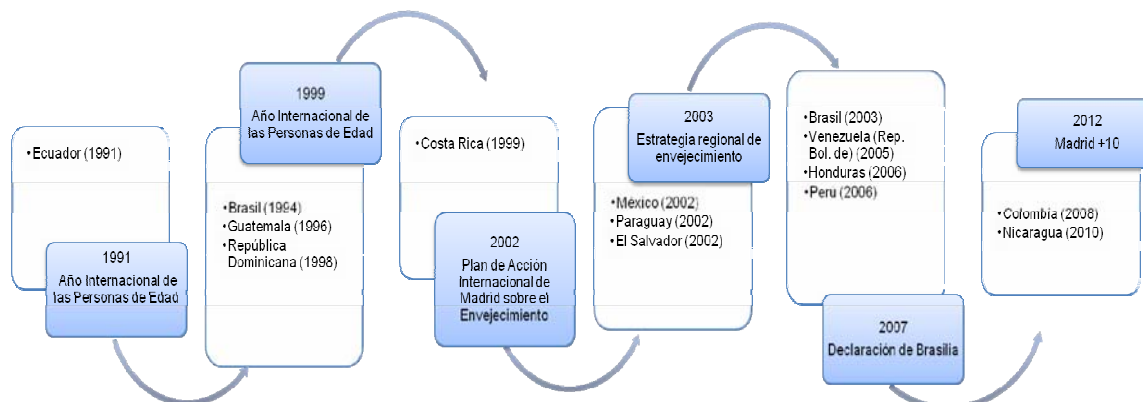 •Ecuador (1991)
1991
Año Internacional de
las Personas de Edad
1999
Año Internacional de
las Personas de Edad
•Brasil (1994)
•Guatemala (1996)
•República
Dominicana (1998)
•Costa Rica (1999)
2002
Plan de Acción
Internacional de
Madrid sobre el
Envejecimiento
2003
Estrategia regional de
envejecimiento
•México (2002)
•Paraguay (2002)
•El Salvador (2002)
•Brasil (2003)
•Venezuela (Rep.
Bol. de) (2005)
•Honduras (2006)
•Perú (2006)
2007
Declaración de Brasilia
2012
Madrid +10
•Colombia (2008)
•Nicaragua (2010)